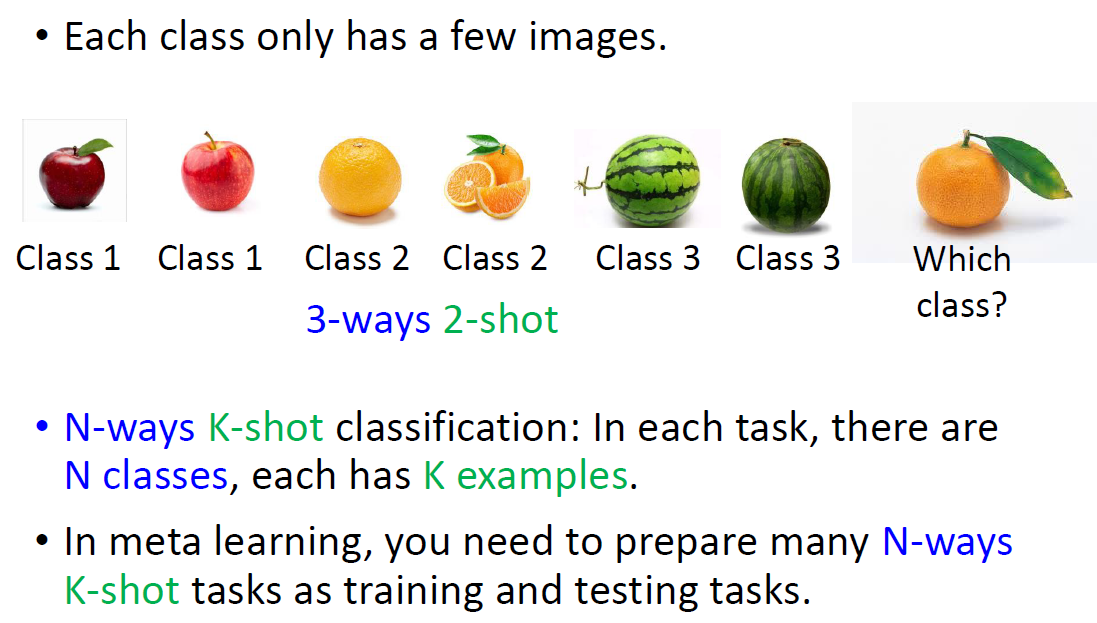 • Each class only has a few images.
Class 1 Class 1 Class 2 Class 2 Class 3 Class 3 Which
class?
3-ways 2-shot
• N-ways K-shot classification: In each task, there are
N classes, each has K examples.
• In meta learning, you need to prepare many N-ways
K-shot tasks as training and testing tasks.